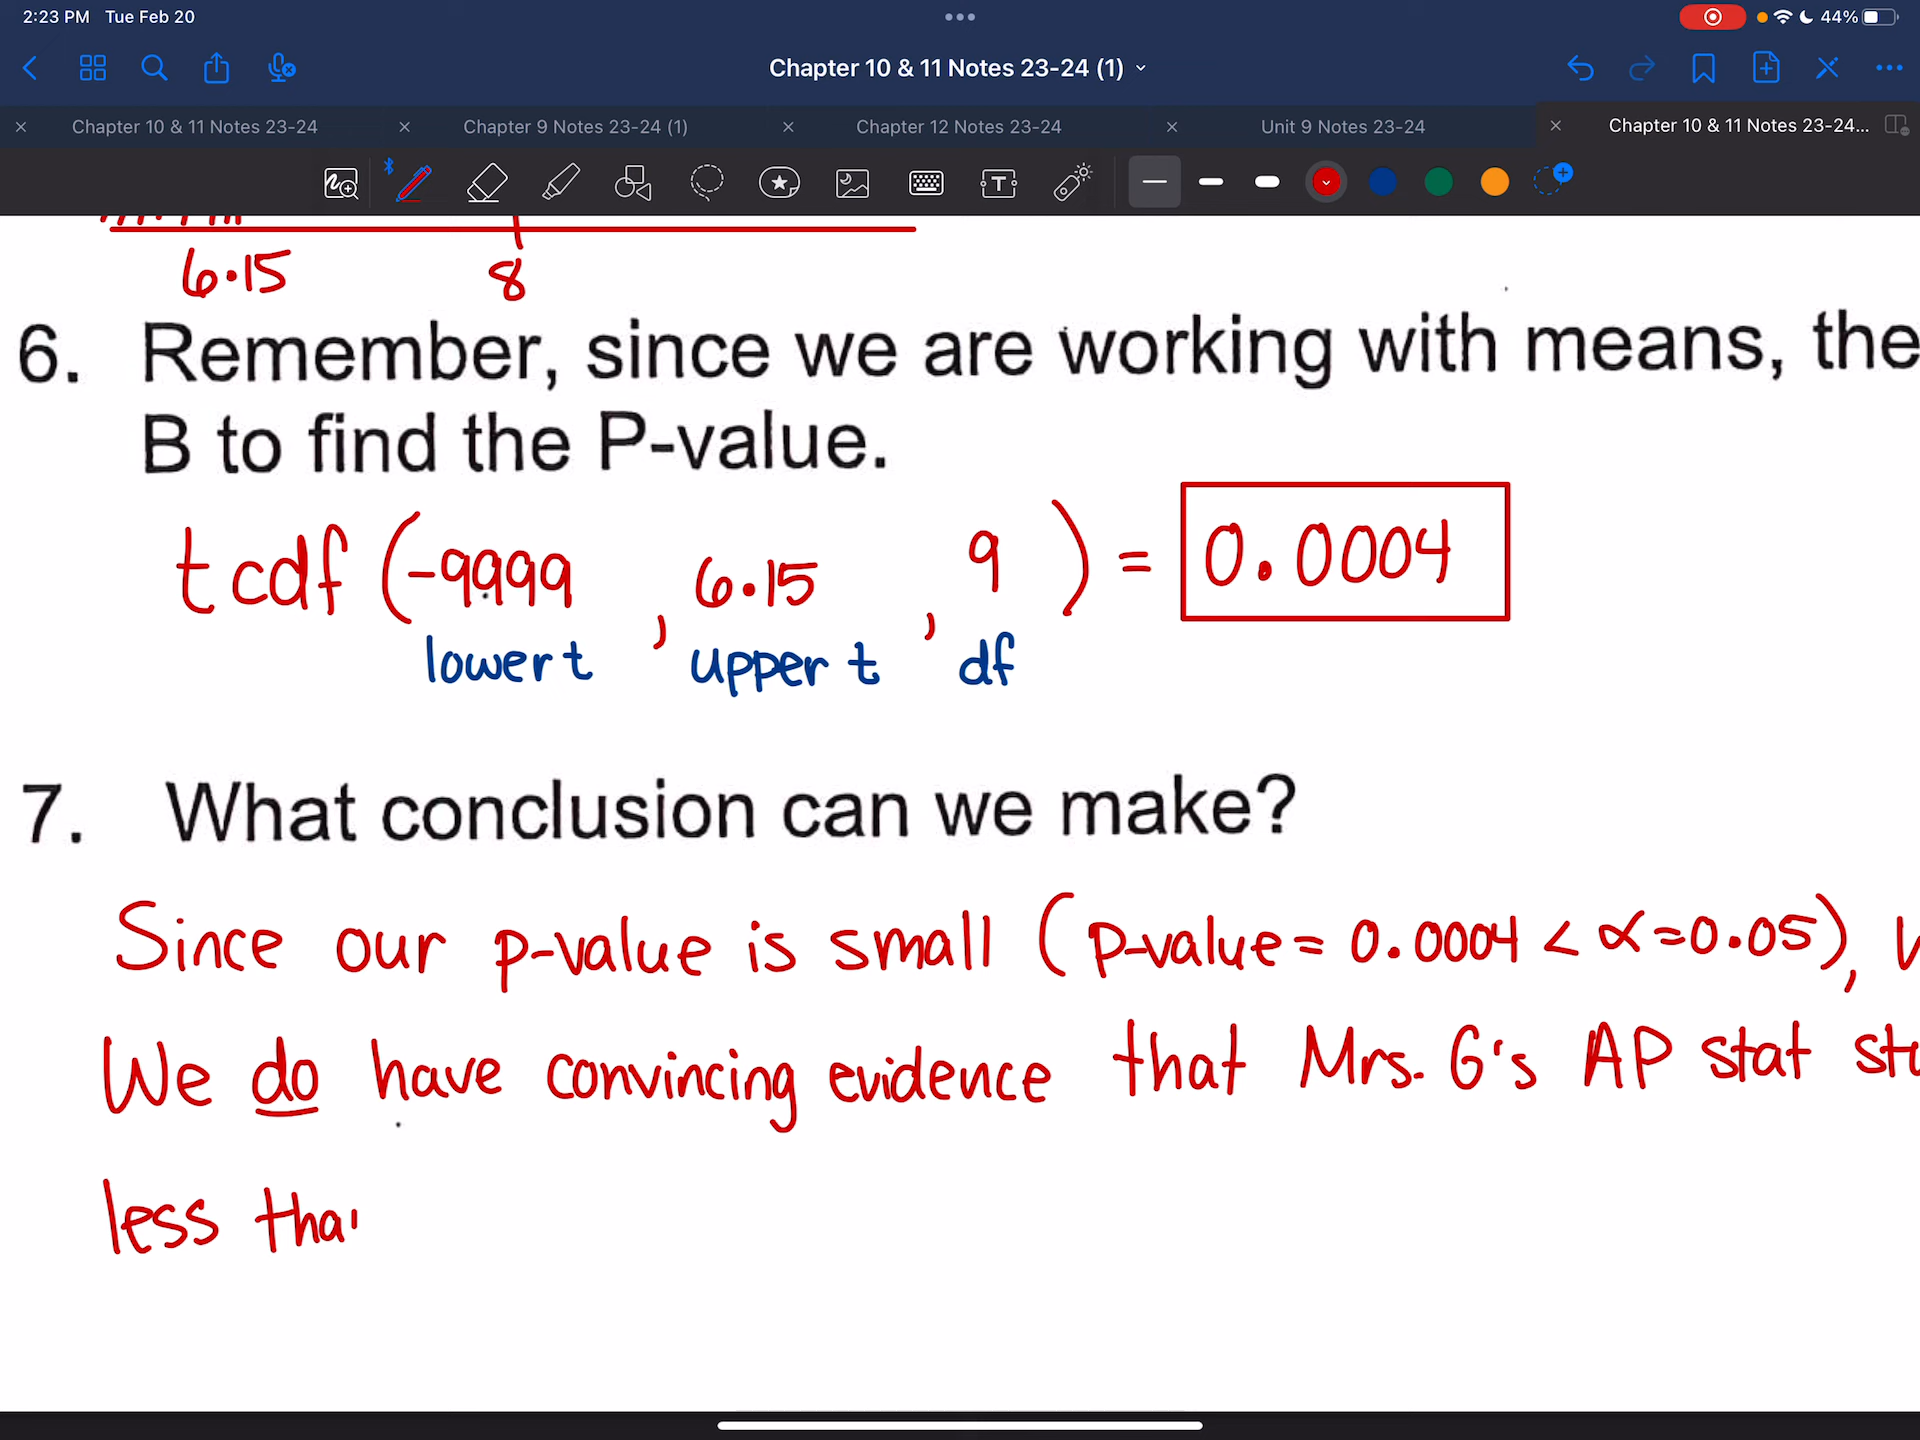 2:23 PM Tue Feb 20
44%
Chapter 10 & 11 Notes 23-24 (1)
Chapter 10 & 11 Notes 23-24
Chapter 9 Notes 23-24 (1)
Chapter 12 Notes 23-24
Unit 9 Notes 23-24
Chapter 10 & 11 Notes 23-24...
6.15 8
6. Remember, since we are working with means, the
B to find the P-value.
tcdf (-9999, 6.15, 9) = 0.0004
lower t upper t df
7. What conclusion can we make?
Since our p-value is small (p-value = 0.0004 < α = 0.05),
We do have convincing evidence that Mrs. G's AP stat
less than